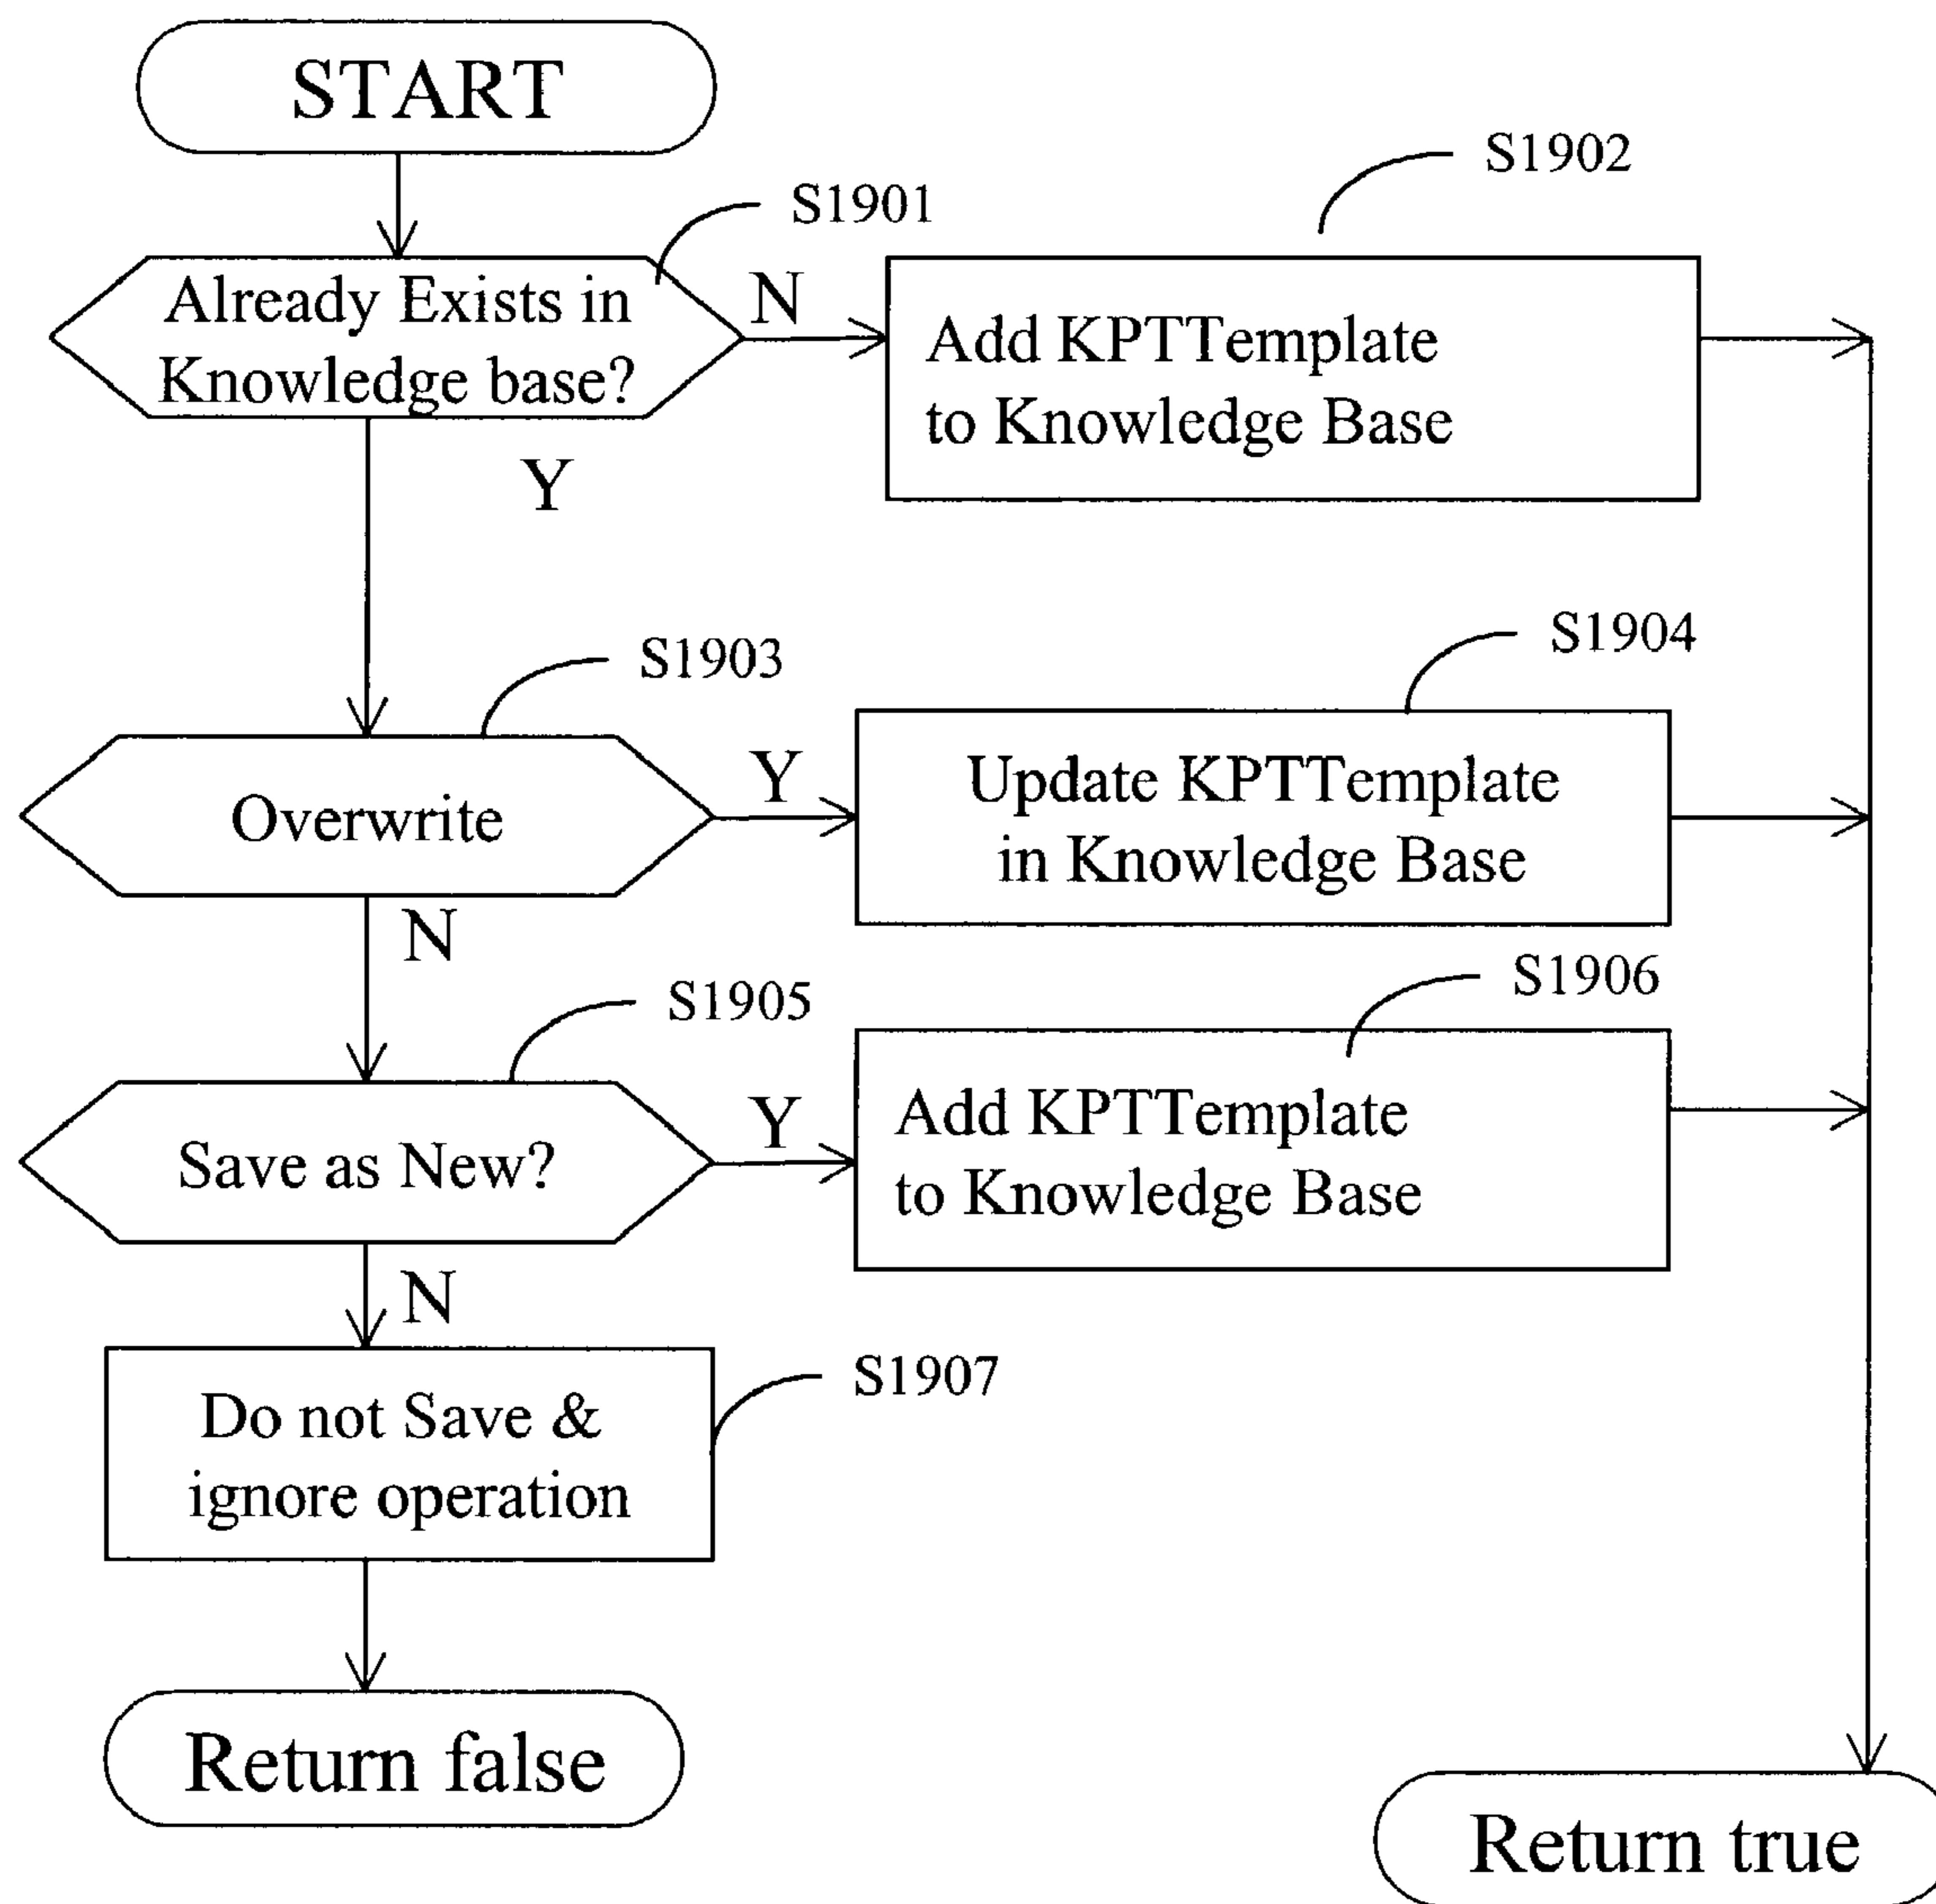 START
S1902
S1901
Already Exists in
Knowledge base?
N
Add KPTTemplate
to Knowledge Base
Y
S1903
S1904
Overwrite
Y
Update KPTTemplate
in Knowledge Base
N
S1905
S1906
Save as New?
Y
Add KPTTemplate
to Knowledge Base
N
Do not Save &
ignore operation
S1907
Return false
Return true